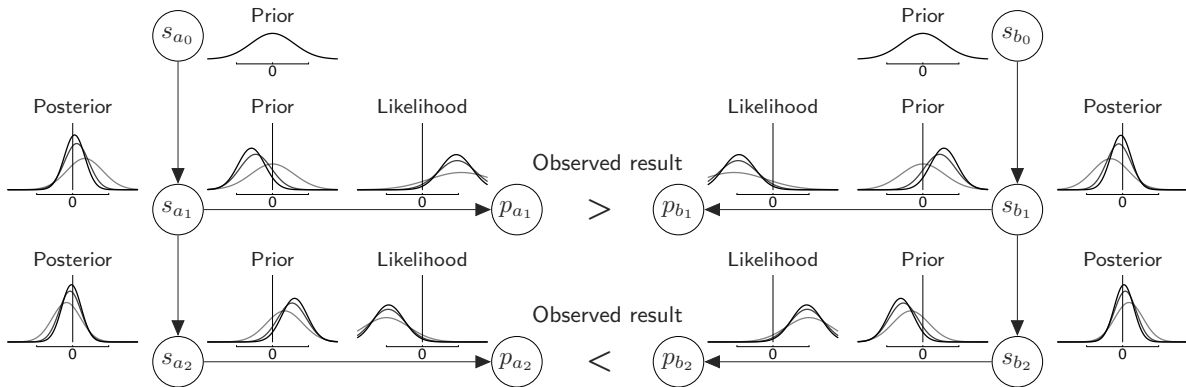 s_{a_0} Prior 0 Prior 0 s_{b_0}
Posterior Prior Likelihood Likelihood Prior Posterior
Observed result
0 0 0 0 0 0
s_{a_1} p_{a_1} > p_{b_1} s_{b_1}
Posterior Prior Likelihood Likelihood Prior Posterior
Observed result
0 0 0 0 0 0
s_{a_2} p_{a_2} < p_{b_2} s_{b_2}